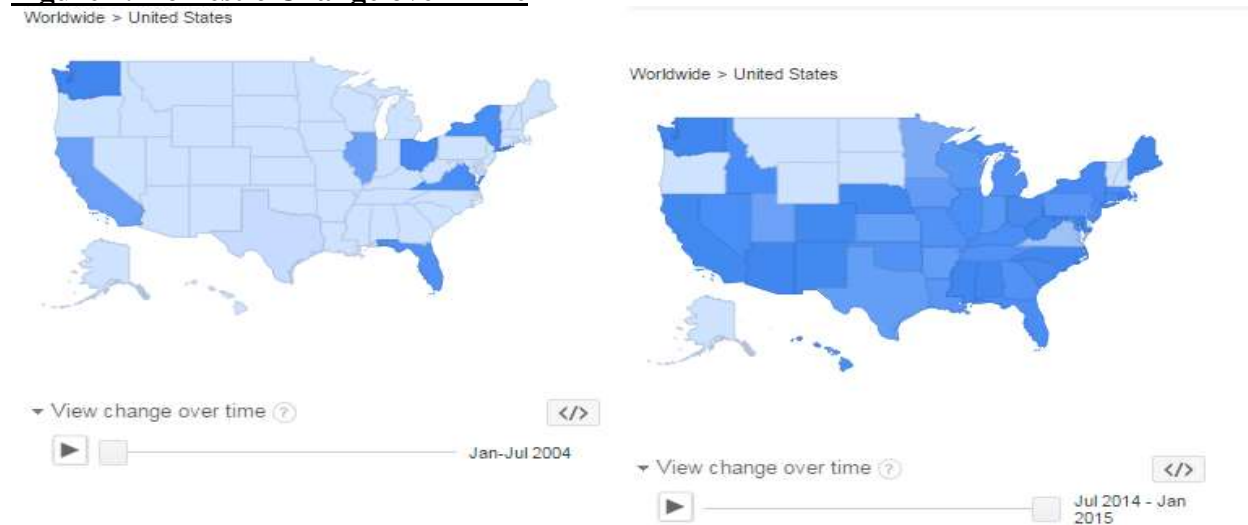 Worldwide > United States
View change over time ?
</>
Jan-Jul 2004
Worldwide > United States
View change over time ?
</>
Jul 2014 - Jan
2015